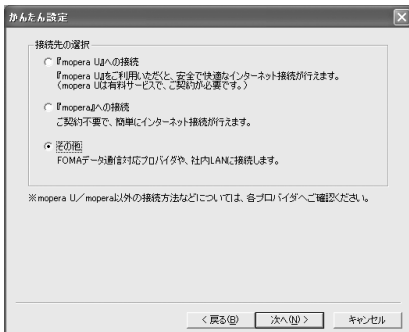 かんたん設定
接続先の選択
『mopera U』への接続
『mopera U』をご利用いただくと、安全で快適なインターネット接続が行えます。
（mopera Uは有料サービスで、ご契約が必要です。）
『mopera』への接続
ご契約不要で、簡単にインターネット接続が行えます。
その他
FOMAデータ通信対応プロバイダや、社内LANに接続します。
※mopera U／mopera以外の接続方法などについては、各プロバイダへご確認ください。
< 戻る(B)
次へ(N) >
キャンセル